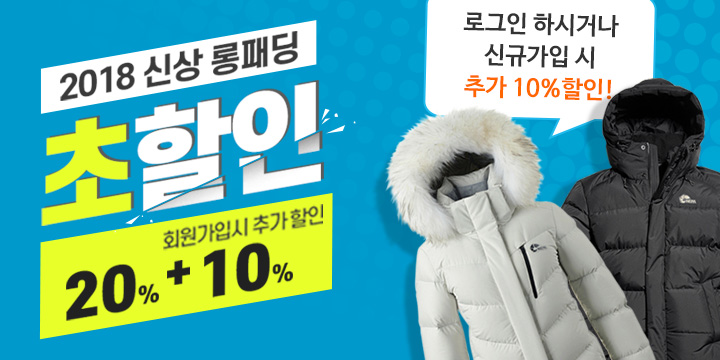 2018 신상 롱패딩
초할인
회원가입시 추가 할인
20% + 10%
로그인 하시거나
신규가입 시
추가 10%할인!